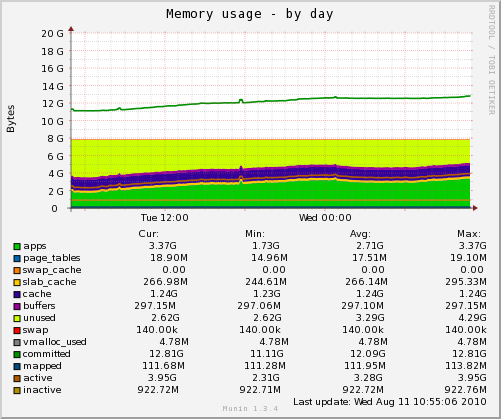 Memory usage - by day
RRDTOOL / TOBI OETIKER
Bytes
20 G
18 G
16 G
14 G
12 G
10 G
8 G
6 G
4 G
2 G
0
Tue 12:00 Wed 00:00
Cur: Min: Avg: Max:
apps 3.37G 1.73G 2.71G 3.37G
page_tables 18.90M 14.96M 17.51M 19.10M
swap_cache 0.00 0.00 0.00 0.00
slab_cache 266.98M 244.61M 266.14M 295.33M
cache 1.24G 1.23G 1.24G 1.24G
buffers 297.15M 297.06M 297.10M 297.15M
unused 2.62G 2.62G 3.29G 4.29G
swap 140.00k 140.00k 140.00k 140.00k
vmalloc_used 4.78M 4.78M 4.78M 4.78M
committed 12.81G 11.11G 12.09G 12.81G
mapped 111.68M 111.28M 111.95M 113.82M
active 3.95G 2.31G 3.28G 3.95G
inactive 922.72M 922.71M 922.72M 922.76M
Last update: Wed Aug 11 10:55:06 2010
Munin 1.3.4